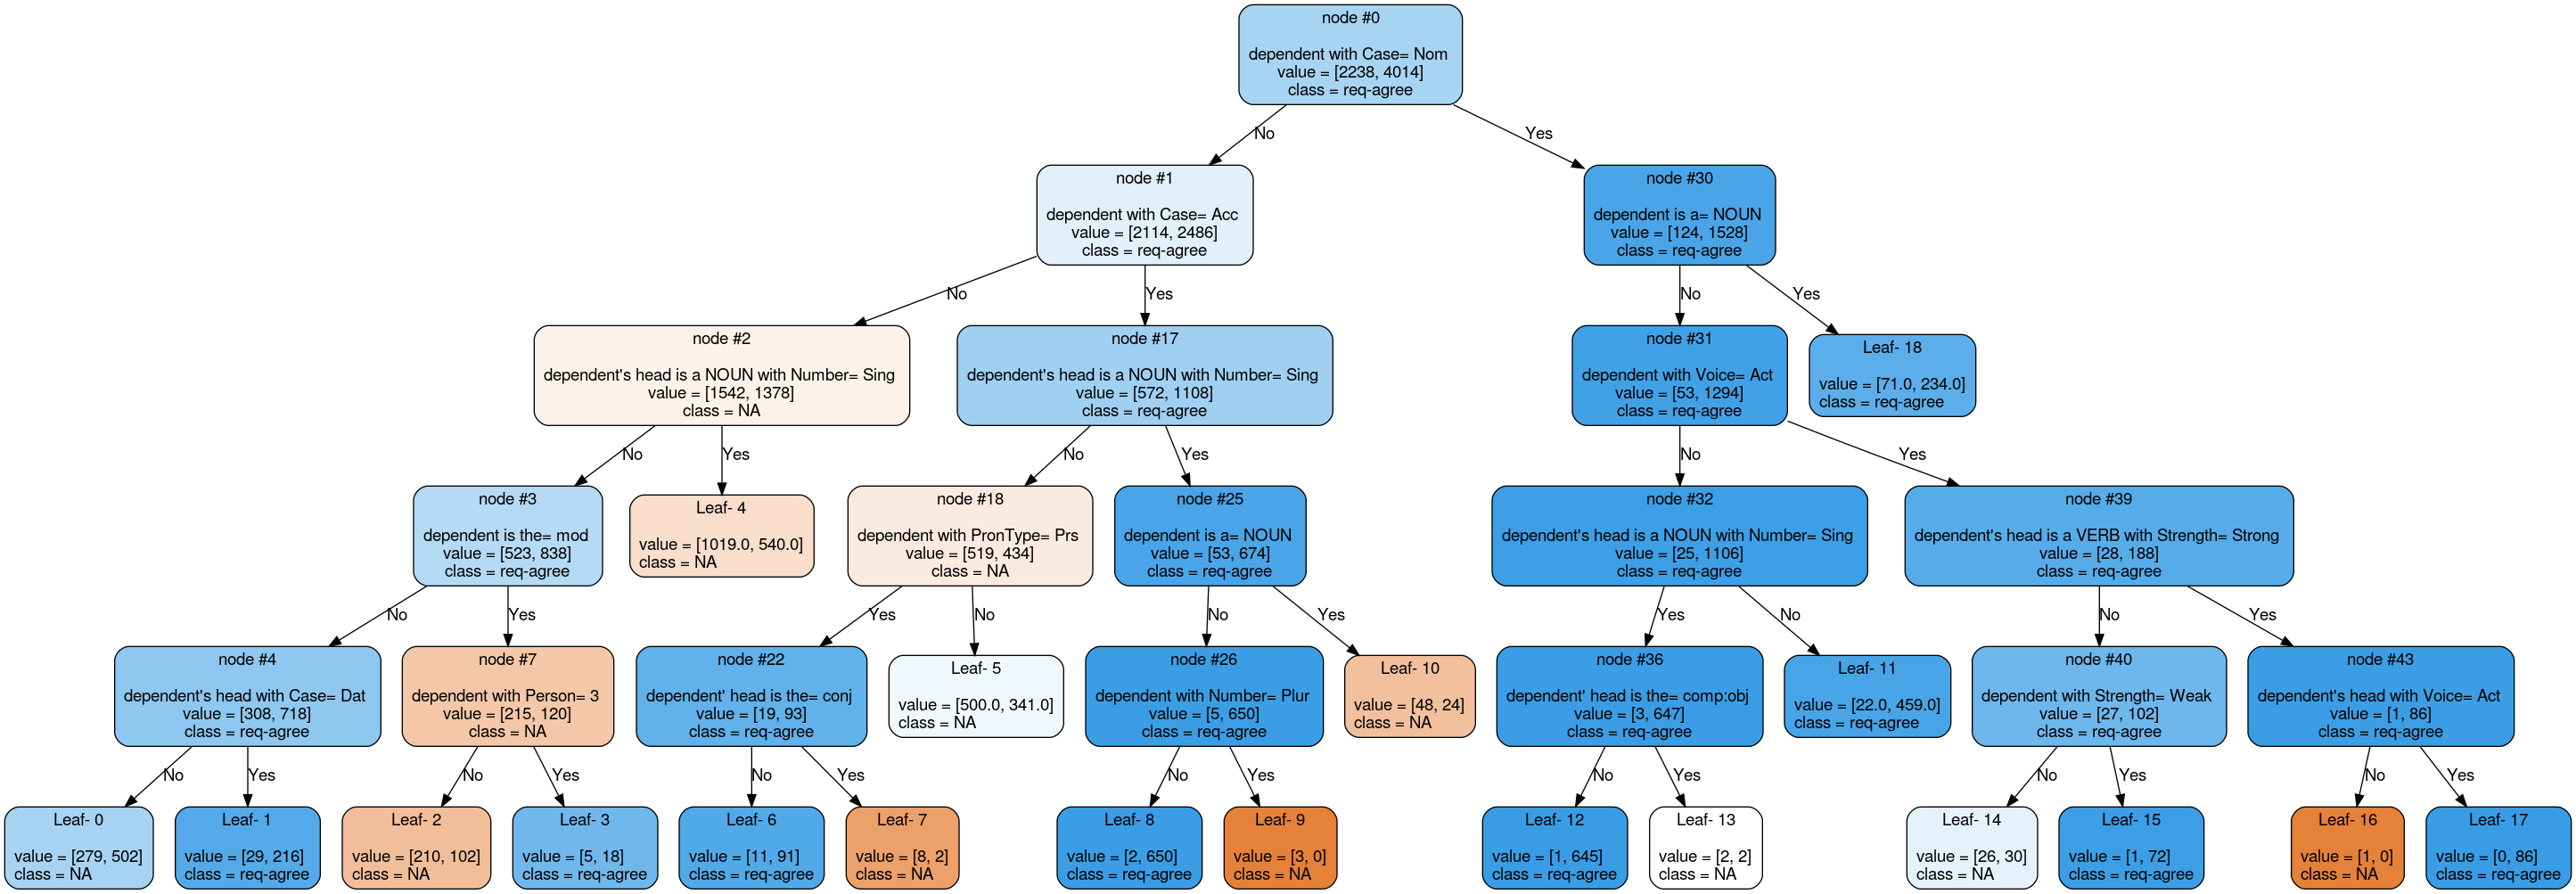 node #0
dependent with Case= Nom
value = [2238, 4014]
class = req-agree
No
Yes
node #1
dependent with Case= Acc
value = [2114, 2486]
class = req-agree
node #30
dependent is a= NOUN
value = [124, 1528]
class = req-agree
No
Yes
No
Yes
node #2
dependent's head is a NOUN with Number= Sing
value = [1542, 1378]
class = NA
node #17
dependent's head is a NOUN with Number= Sing
value = [572, 1108]
class = req-agree
node #31
dependent with Voice= Act
value = [53, 1294]
class = req-agree
Leaf- 18
value = [71.0, 234.0]
class = req-agree
No
Yes
No
Yes
No
Yes
node #3
dependent is the= mod
value = [523, 838]
class = req-agree
Leaf- 4
value = [1019.0, 540.0]
class = NA
node #18
dependent with PronType= Prs
value = [519, 434]
class = NA
node #25
dependent is a= NOUN
value = [53, 674]
class = req-agree
node #32
dependent's head is a NOUN with Number= Sing
value = [25, 1106]
class = req-agree
node #39
dependent's head is a VERB with Strength= Strong
value = [28, 188]
class = req-agree
No
Yes
Yes
No
No
Yes
Yes
No
No
Yes
node #4
dependent's head with Case= Dat
value = [308, 718]
class = req-agree
node #7
dependent with Person= 3
value = [215, 120]
class = NA
node #22
dependent' head is the= conj
value = [19, 93]
class = req-agree
Leaf- 5
value = [500.0, 341.0]
class = NA
node #26
dependent with Number= Plur
value = [5, 650]
class = req-agree
Leaf- 10
value = [48, 24]
class = NA
node #36
dependent' head is the= comp:obj
value = [3, 647]
class = req-agree
Leaf- 11
value = [22.0, 459.0]
class = req-agree
node #40
dependent with Strength= Weak
value = [27, 102]
class = req-agree
node #43
dependent's head with Voice= Act
value = [1, 86]
class = req-agree
No
Yes
No
Yes
No
Yes
No
Yes
No
Yes
No
Yes
No
Yes
Leaf- 0
value = [279, 502]
class = NA
Leaf- 1
value = [29, 216]
class = req-agree
Leaf- 2
value = [210, 102]
class = NA
Leaf- 3
value = [5, 18]
class = req-agree
Leaf- 6
value = [11, 91]
class = req-agree
Leaf- 7
value = [8, 2]
class = NA
Leaf- 8
value = [2, 650]
class = req-agree
Leaf- 9
value = [3, 0]
class = NA
Leaf- 12
value = [1, 645]
class = req-agree
Leaf- 13
value = [2, 2]
class = NA
Leaf- 14
value = [26, 30]
class = NA
Leaf- 15
value = [1, 72]
class = req-agree
Leaf- 16
value = [1, 0]
class = NA
Leaf- 17
value = [0, 86]
class = req-agree